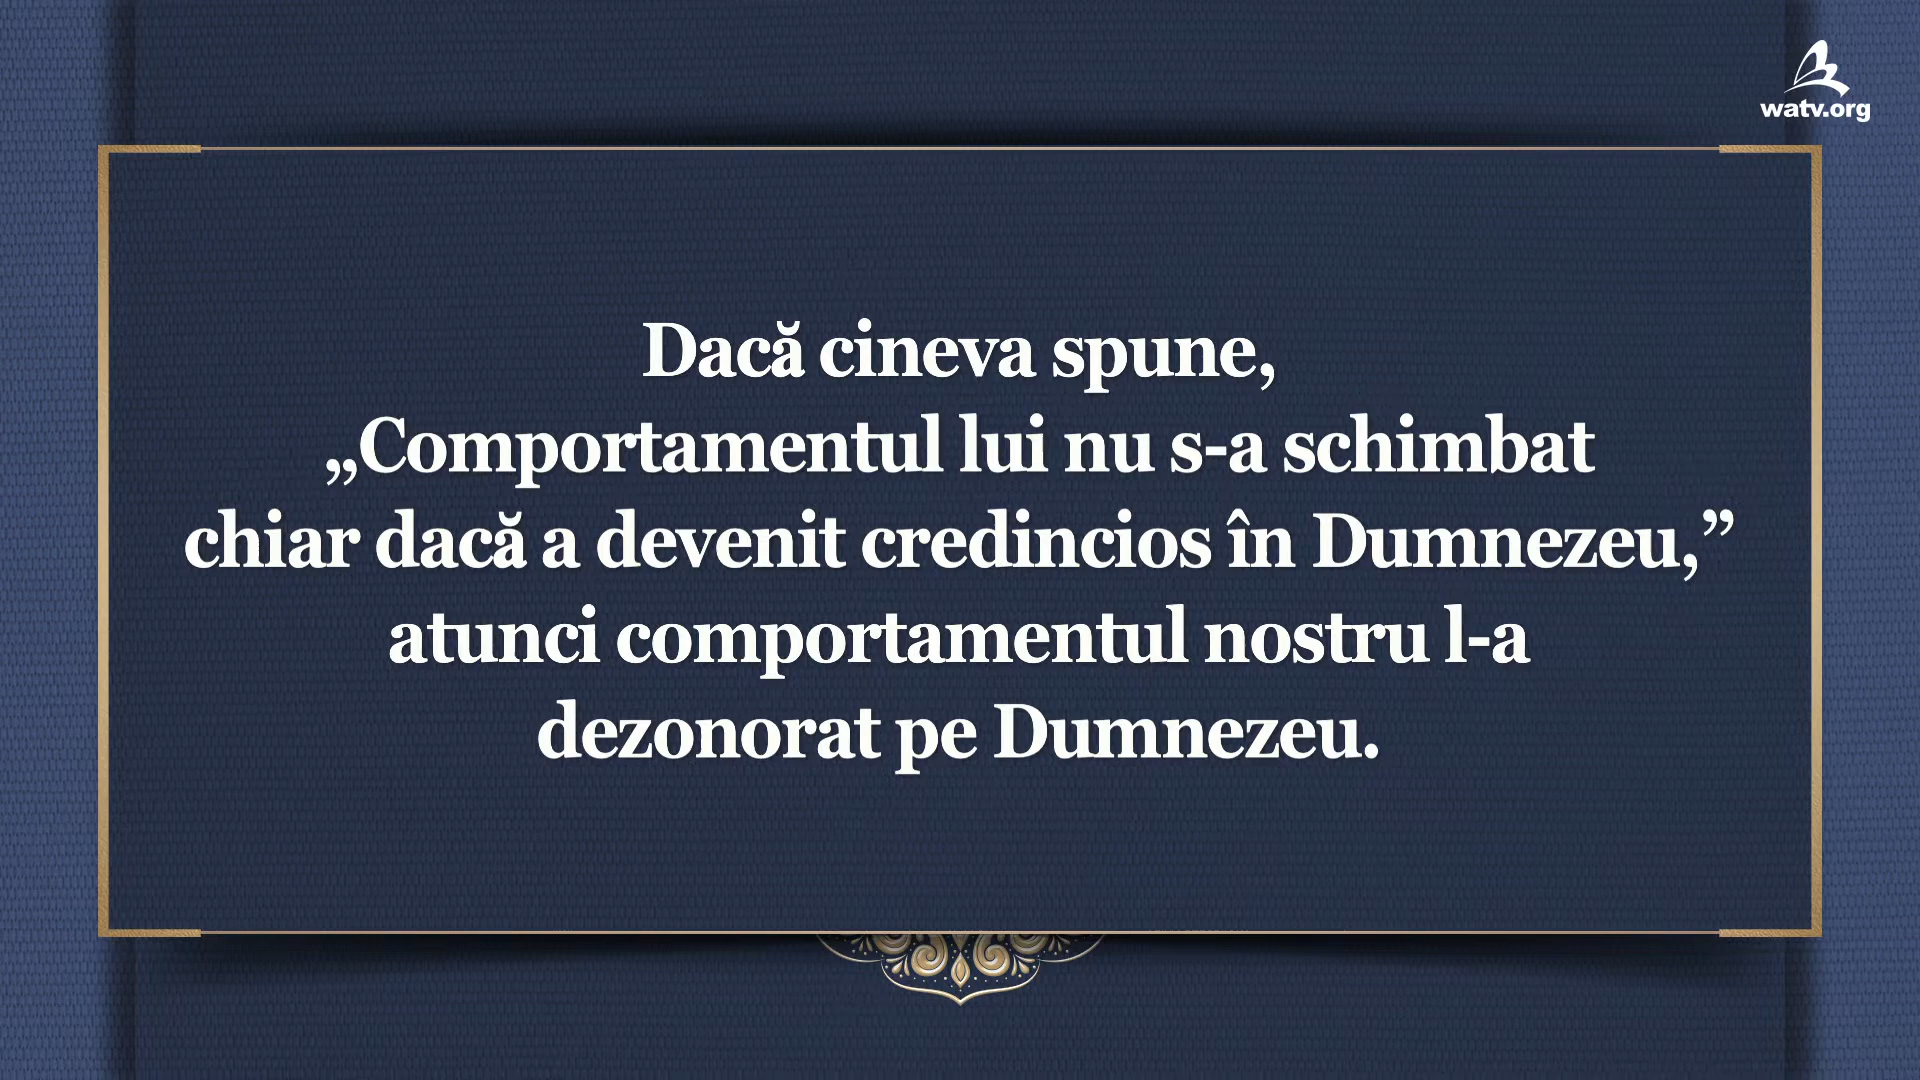 watv.org
Dacă cineva spune,
„Comportamentul lui nu s-a schimbat
chiar dacă a devenit credincios în Dumnezeu,”
atunci comportamentul nostru l-a
dezonorat pe Dumnezeu.